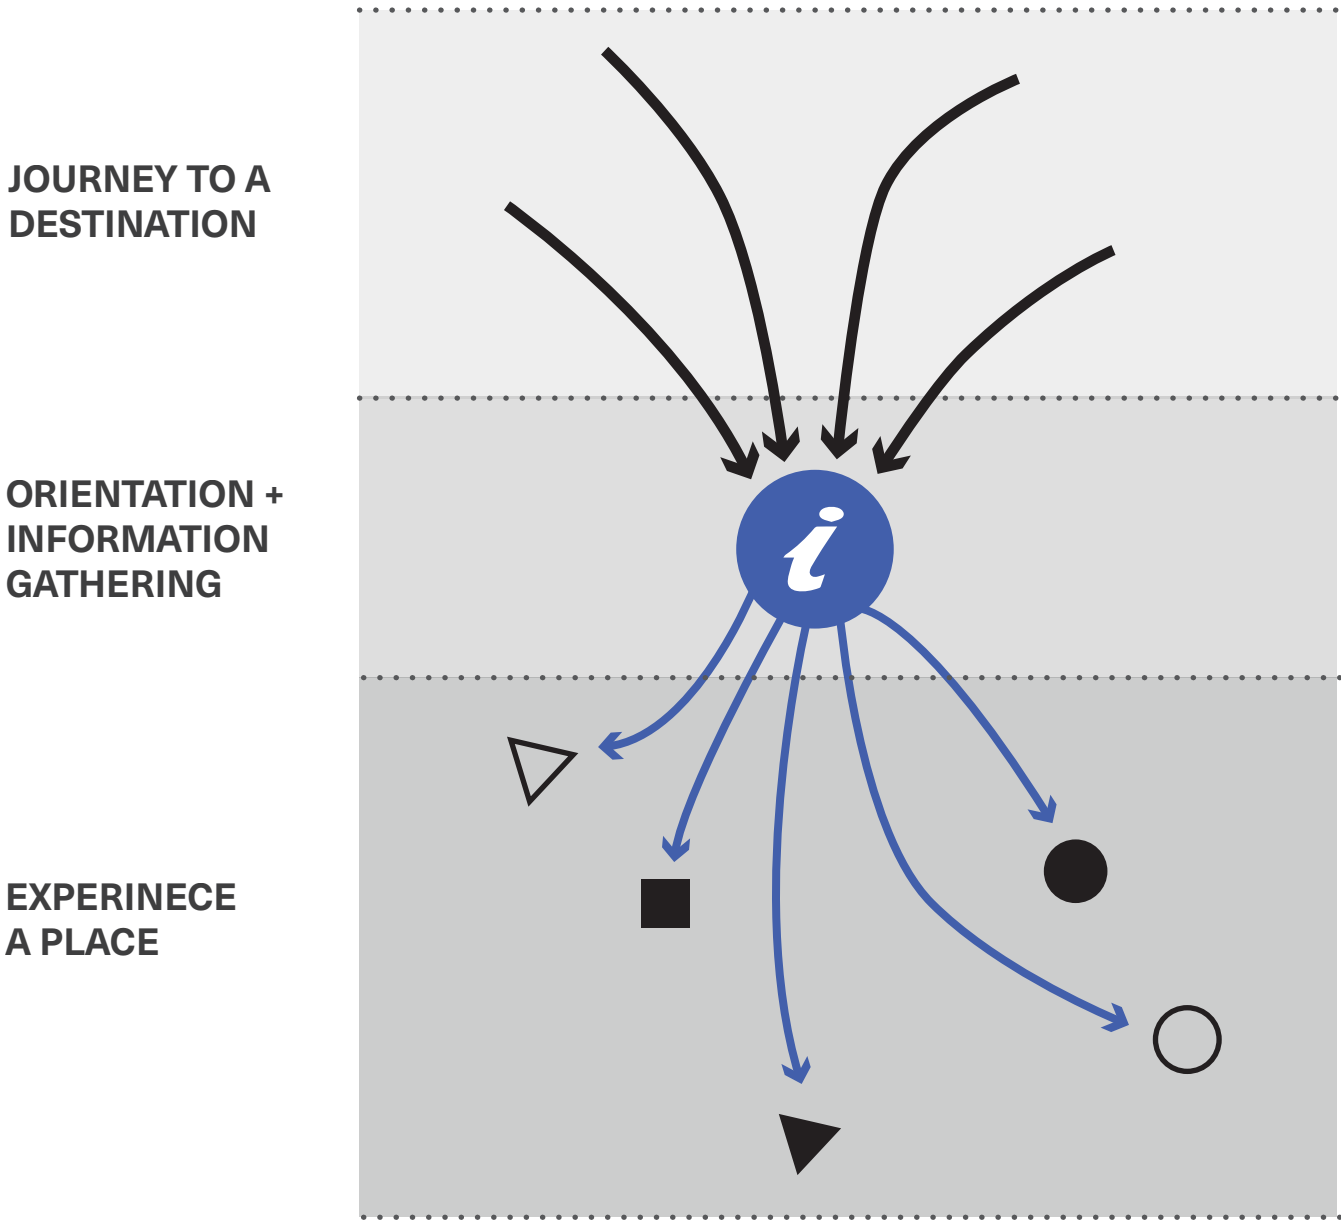 JOURNEY TO A
DESTINATION
i
ORIENTATION +
INFORMATION
GATHERING
EXPERINECE
A PLACE